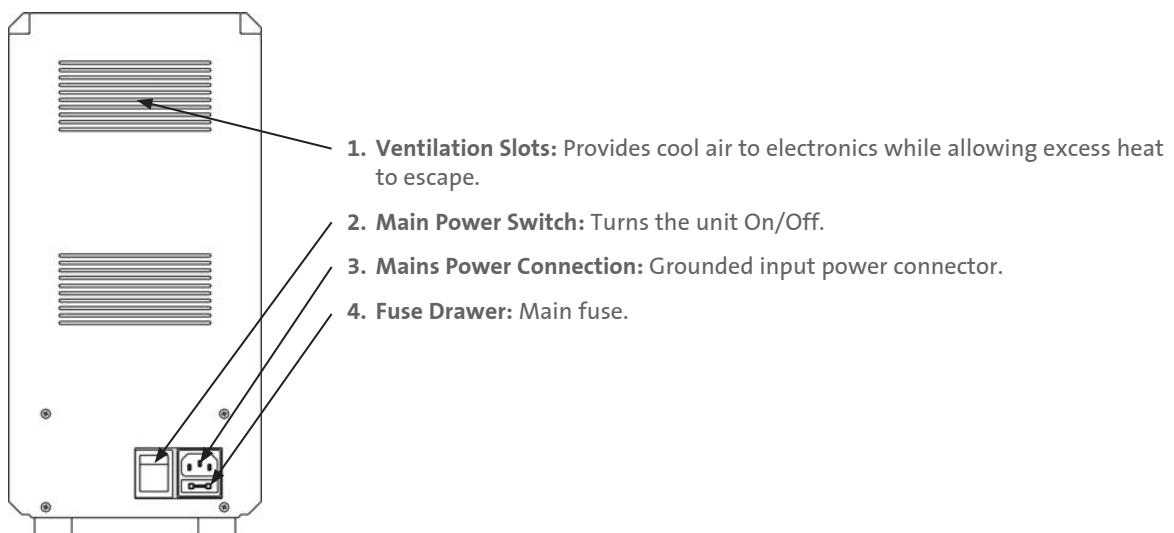 1. Ventilation Slots: Provides cool air to electronics while allowing excess heat
to escape.
2. Main Power Switch: Turns the unit On/Off.
3. Mains Power Connection: Grounded input power connector.
4. Fuse Drawer: Main fuse.